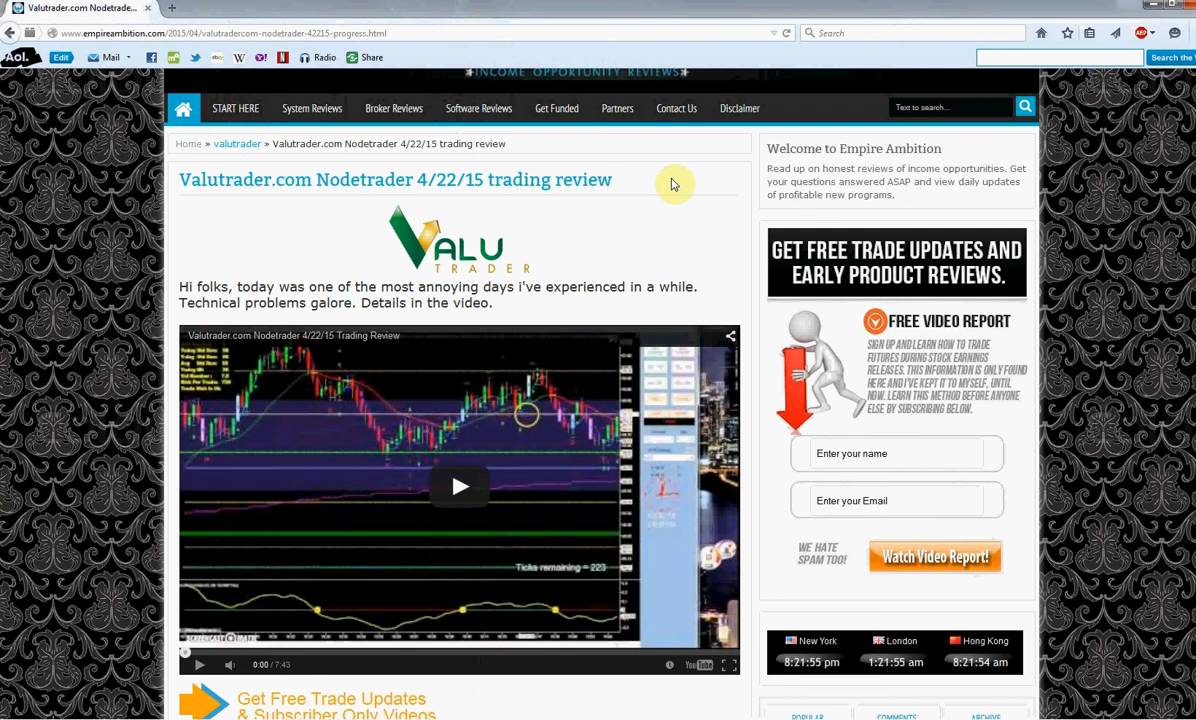 Valutrader.com Nodetrade...
www.empireambition.com/2015/04/valutradercom-nodetrader-42215-progress.html
Search
ABP
Aol.
Edit
Mail
Radio
Share
Search the
★INCOME OPPORTUNITY REVIEWS★
START HERE
System Reviews
Broker Reviews
Software Reviews
Get Funded
Partners
Contact Us
Disclaimer
Text to search...
Home » valutrader » Valutrader.com Nodetrader 4/22/15 trading review
Valutrader.com Nodetrader 4/22/15 trading review
VALU
TRADER
Hi folks, today was one of the most annoying days i've experienced in a while.
Technical problems galore. Details in the video.
Valutrader.com Nodetrader 4/22/15 Trading Review
Ticks remaining = 223
0:00 / 7:43
YouTube
Get Free Trade Updates
& Subscriber Only Videos
Welcome to Empire Ambition
Read up on honest reviews of income opportunities. Get
your questions answered ASAP and view daily updates
of profitable new programs.
GET FREE TRADE UPDATES AND
EARLY PRODUCT REVIEWS.
FREE VIDEO REPORT
SIGN UP AND LEARN HOW TO TRADE
FUTURES DURING STOCK EARNINGS
RELEASES. THIS INFORMATION IS ONLY FOUND
HERE AND I'VE KEPT IT TO MYSELF, UNTIL
NOW. LEARN THIS METHOD BEFORE ANYONE
ELSE BY SUBSCRIBING BELOW.
Enter your name
Enter your Email
WE HATE
SPAM TOO!
Watch Video Report!
New York
London
Hong Kong
8:21:55 pm
1:21:55 am
8:21:54 am
POPULAR
COMMENTS
ARCHIVE